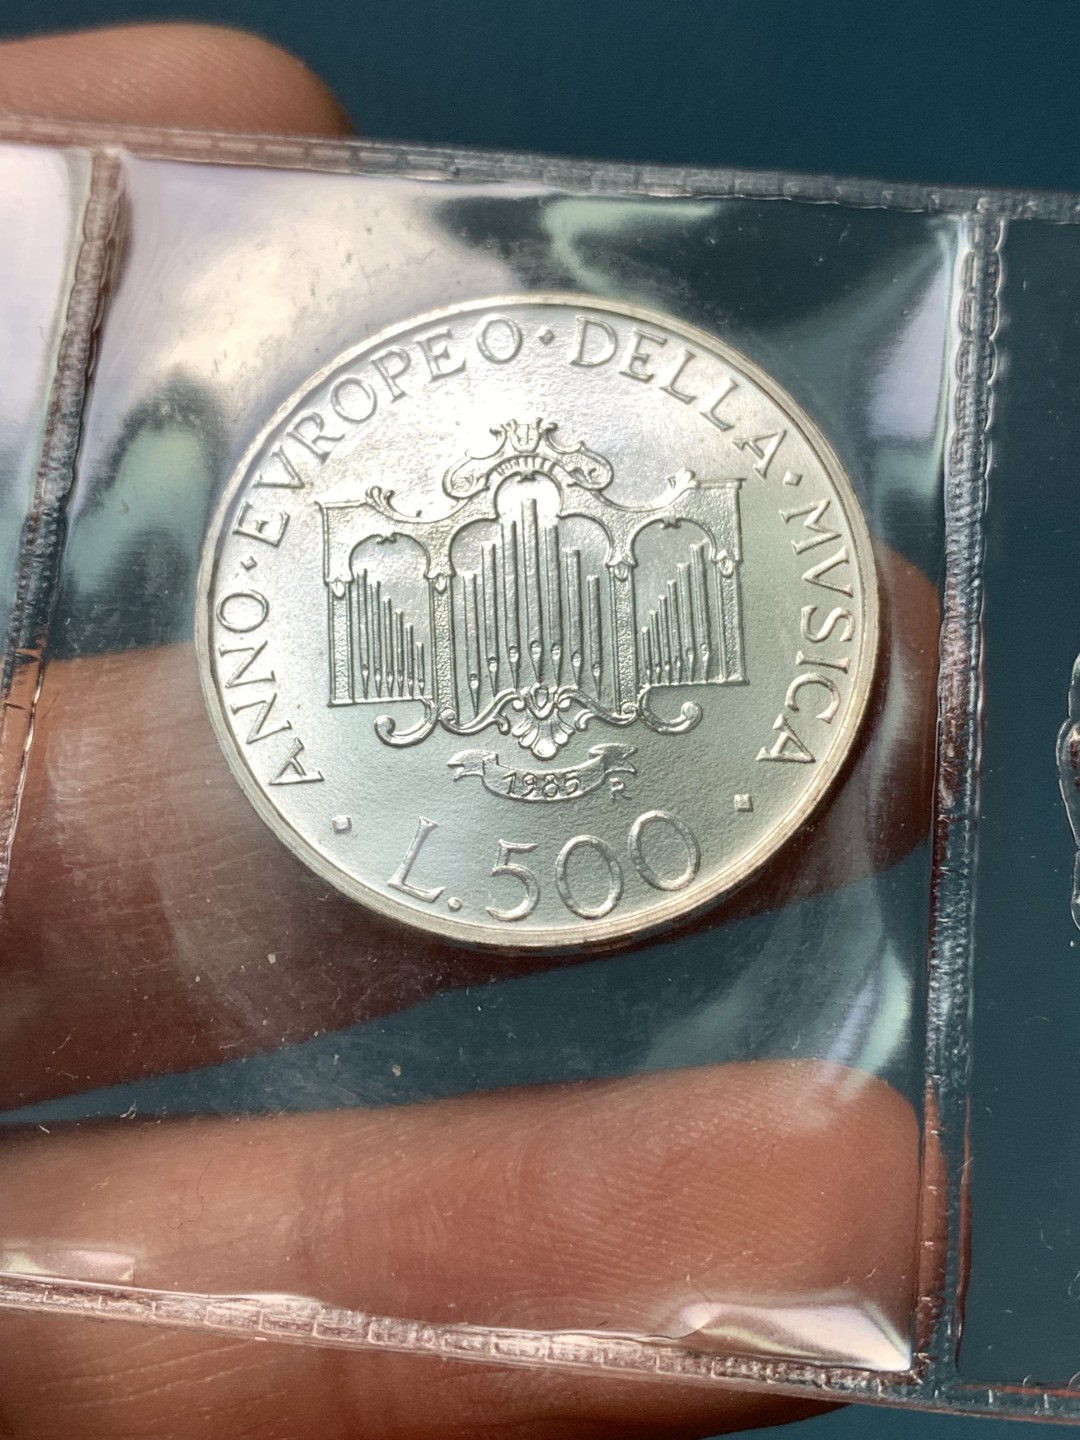 ANNO · EVROPEO · DELLA · MVSICA
1985
R
· L. 500 ·